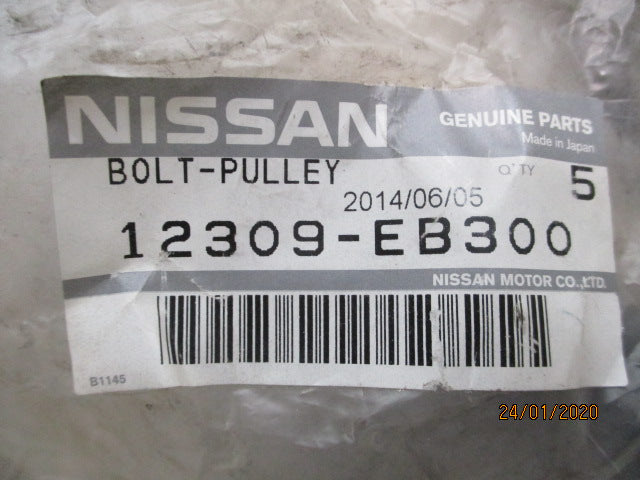 NISSAN
GENUINE PARTS
Made in Japan
BOLT-PULLEY
Q'TY 5
2014/06/05
12309-EB300
NISSAN MOTOR CO.,LTD.
B1145
24/01/2020